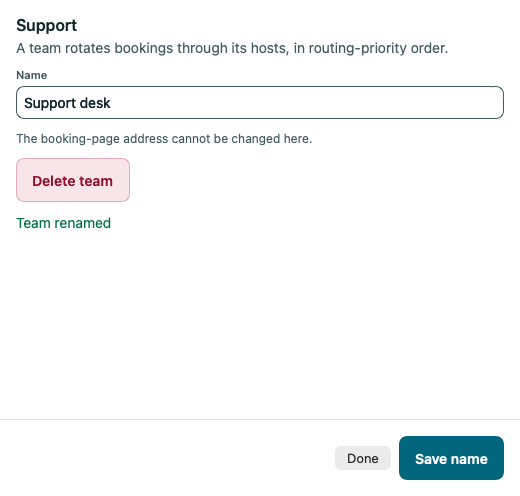 Support
A team rotates bookings through its hosts, in routing-priority order.
Name
Support desk
The booking-page address cannot be changed here.
Delete team
Team renamed
Done
Save name